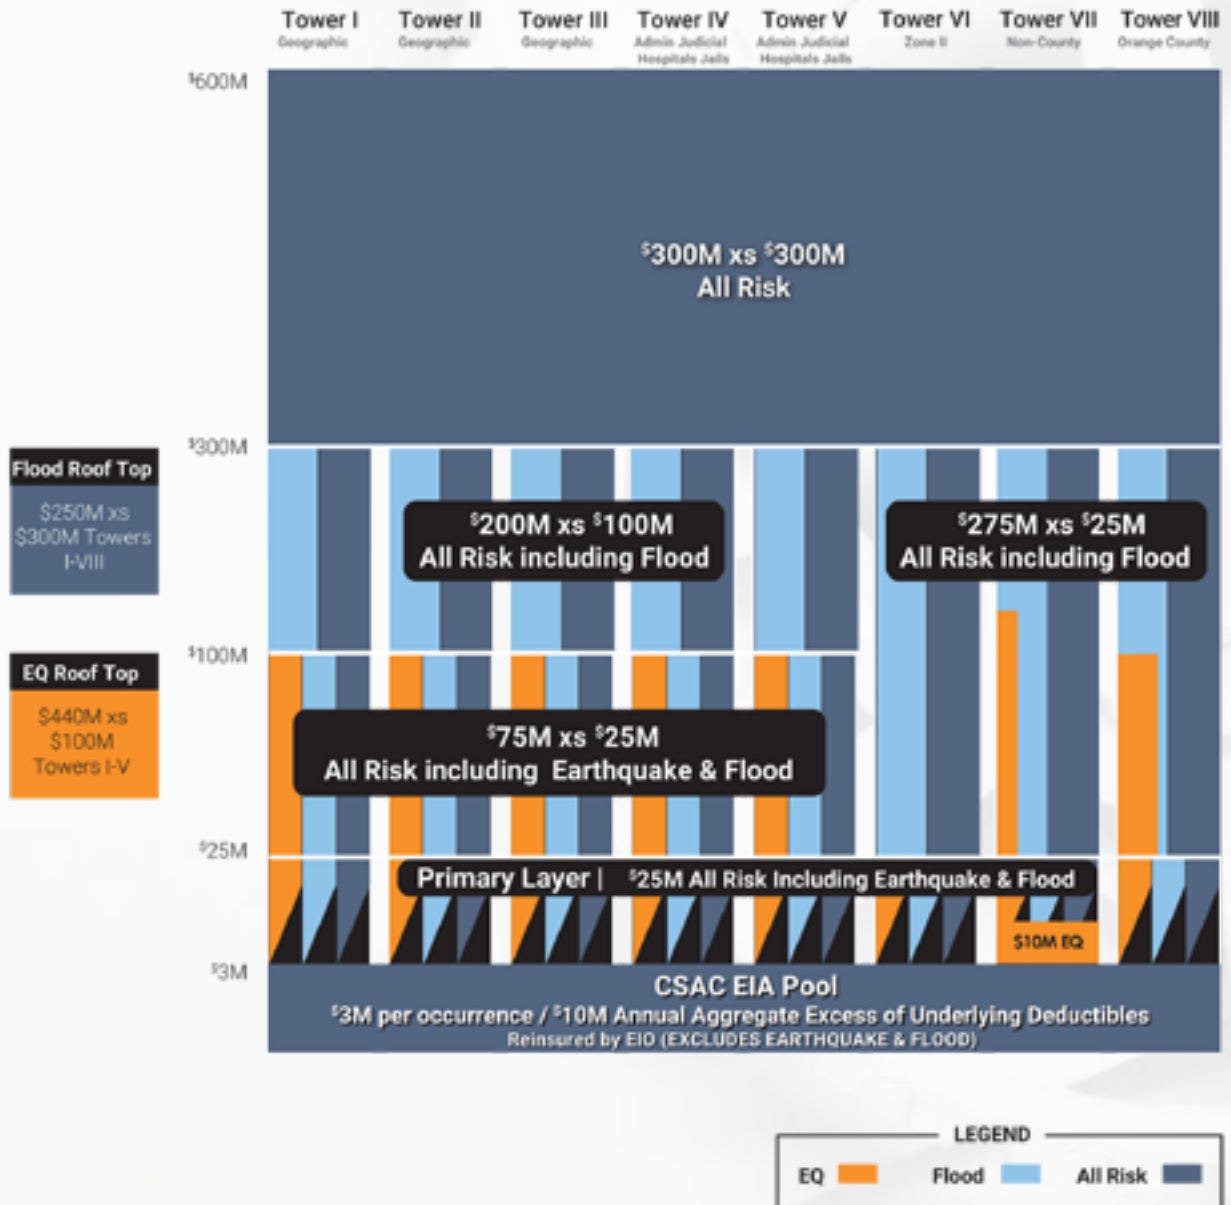 Tower I
Geographic
Tower II
Geographic
Tower III
Geographic
Tower IV
Admin Judicial
Hospitals Jails
Tower V
Admin Judicial
Hospitals Jails
Tower VI
Zone II
Tower VII
Non-County
Tower VIII
Orange County
$600M
$300M xs $300M
All Risk
$300M
Flood Roof Top
$250M xs
$300M Towers
I-VIII
$200M xs $100M
All Risk including Flood
$275M xs $25M
All Risk including Flood
$100M
EQ Roof Top
$440M xs
$100M
Towers I-V
$75M xs $25M
All Risk including Earthquake & Flood
$25M
Primary Layer | $25M All Risk Including Earthquake & Flood
$10M EQ
$3M
CSAC EIA Pool
$3M per occurrence / $10M Annual Aggregate Excess of Underlying Deductibles
Reinsured by EIO (EXCLUDES EARTHQUAKE & FLOOD)
LEGEND
EQ Flood All Risk